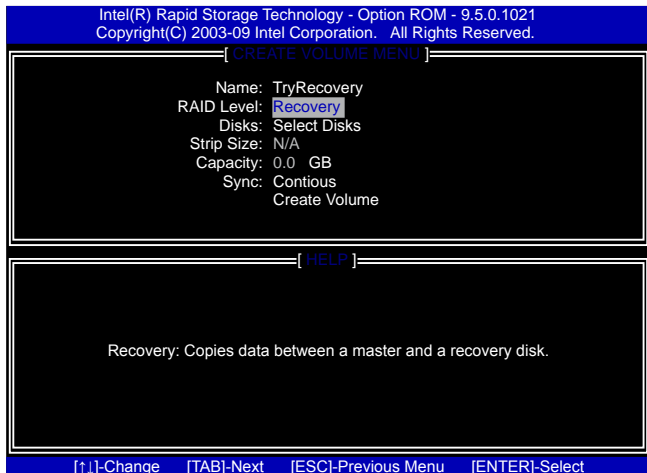 Intel(R) Rapid Storage Technology - Option ROM - 9.5.0.1021
Copyright(C) 2003-09 Intel Corporation. All Rights Reserved.
[ CREATE VOLUME MENU ]
Name: TryRecovery
RAID Level: Recovery
Disks: Select Disks
Strip Size: N/A
Capacity: 0.0 GB
Sync: Contious
Create Volume
[ HELP ]
Recovery: Copies data between a master and a recovery disk.
[↑↓]-Change [TAB]-Next [ESC]-Previous Menu [ENTER]-Select